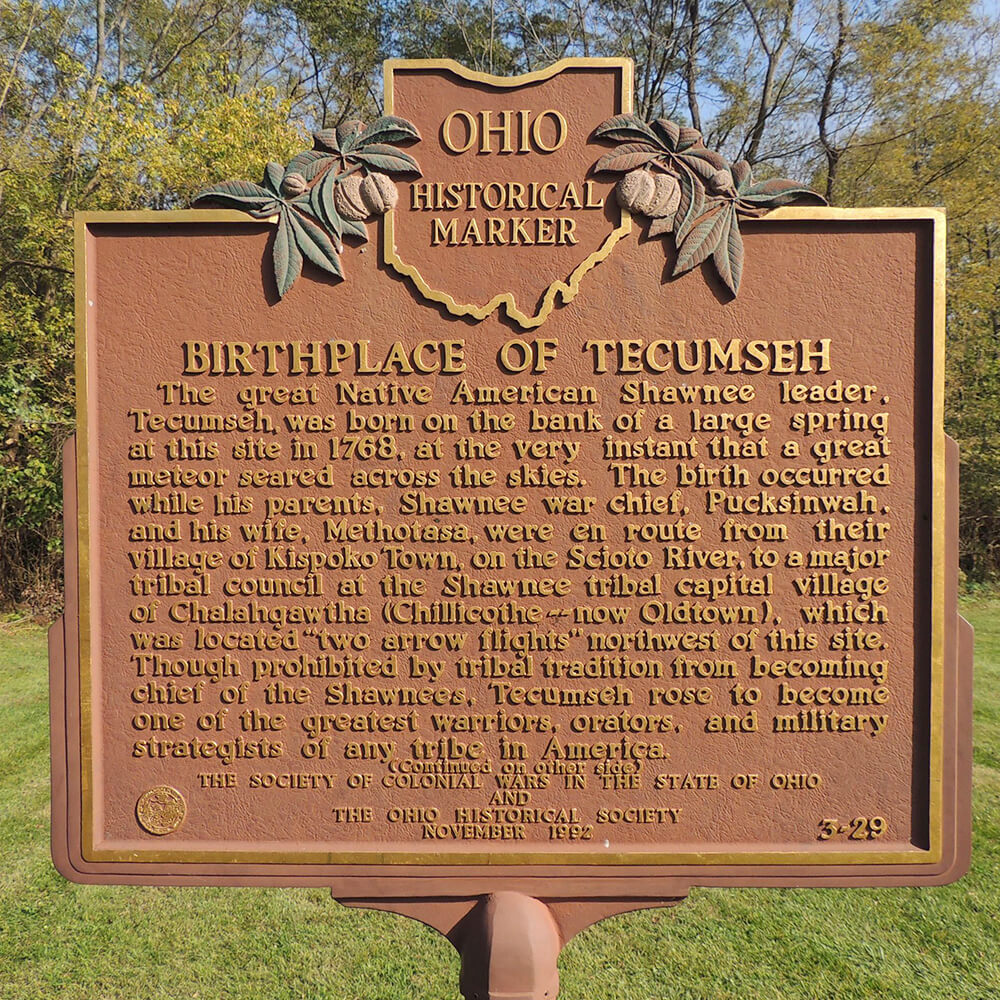 OHIO
HISTORICAL
MARKER
BIRTHPLACE OF TECUMSEH
The great Native American Shawnee leader,
Tecumseh, was born on the bank of a large spring
at this site in 1768, at the very instant that a great
meteor seared across the skies. The birth occurred
while his parents, Shawnee war chief, Pucksinwah,
and his wife, Methotasa, were en route from their
village of Kispoko Town, on the Scioto River, to a major
tribal council at the Shawnee tribal capital village
of Chalahgawtha (Chillicothe--now Oldtown), which
was located "two arrow flights" northwest of this site.
Though prohibited by tribal tradition from becoming
chief of the Shawnees, Tecumseh rose to become
one of the greatest warriors, orators, and military
strategists of any tribe in America.
(Continued on other side)
THE SOCIETY OF COLONIAL WARS IN THE STATE OF OHIO
AND
THE OHIO HISTORICAL SOCIETY
NOVEMBER 1992
3-29